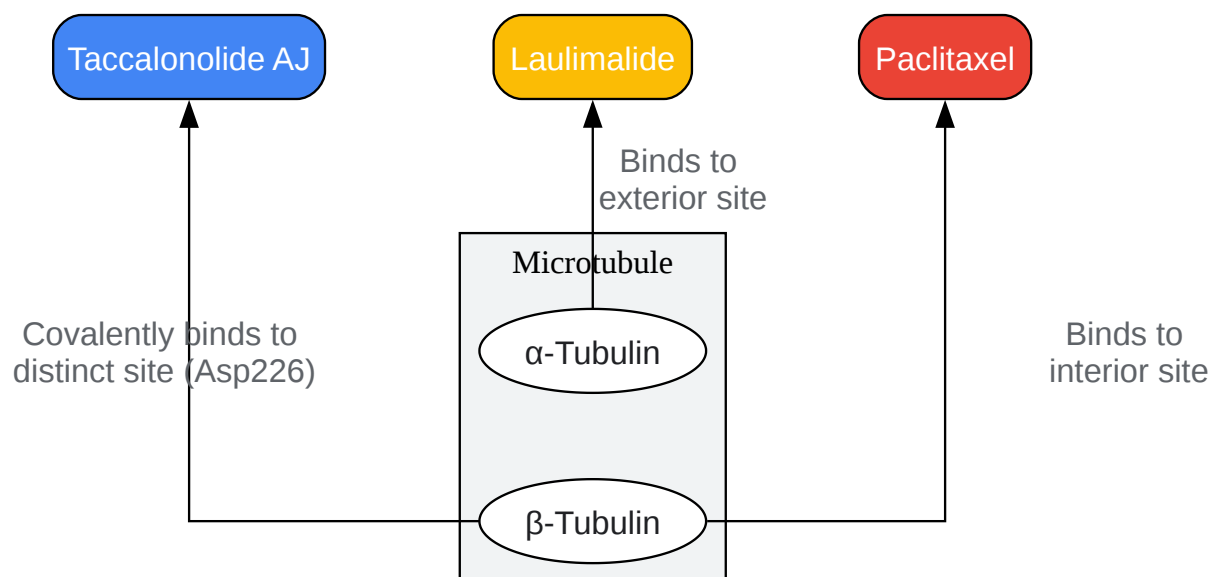 Taccalonolide AJ
Laulimalide
Paclitaxel
Binds to
exterior site
Microtubule
Covalently binds to
distinct site (Asp226)
α-Tubulin
Binds to
interior site
β-Tubulin